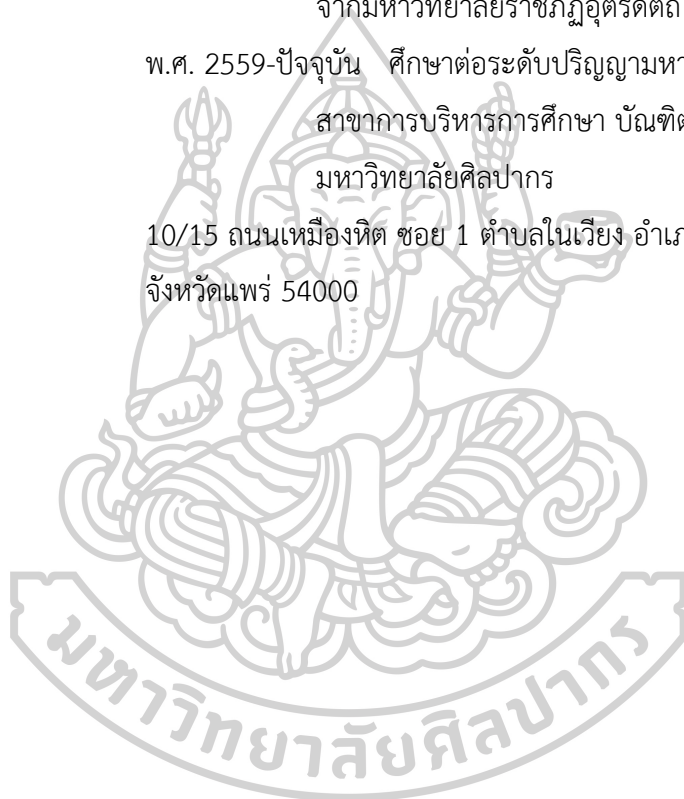 จากมหาวิทยาลัยราชภัฏอุตรดิตถ์
พ.ศ. 2559-ปัจจุบัน ศึกษาต่อระดับปริญญามหา
สาขาการบริหารการศึกษา บัณฑิต
มหาวิทยาลัยศิลปากร
10/15 ถนนเหมืองหิต ซอย 1 ตำบลในเวียง อำเภ
จังหวัดแพร่ 54000
มหาวิทยาลัยศิลปากร